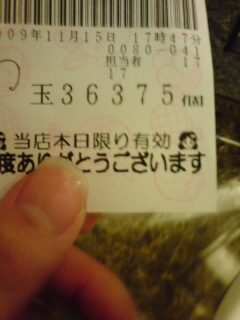 009年11月15日 17時47分
0080-041
担当者 17
17
玉36375個
当店本日限り有効
度ありがとうございます